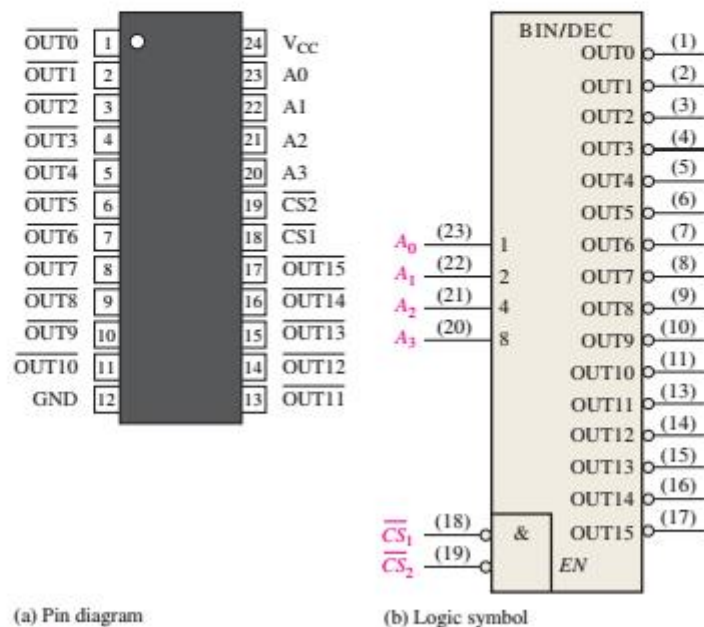 OUT0 1 24 VCC
OUT1 2 23 A0
OUT2 3 22 A1
OUT3 4 21 A2
OUT4 5 20 A3
OUT5 6 19 CS2
OUT6 7 18 CS1
OUT7 8 17 OUT15
OUT8 9 16 OUT14
OUT9 10 15 OUT13
OUT10 11 14 OUT12
GND 12 13 OUT11
(a) Pin diagram
BIN/DEC
OUT0 (1)
OUT1 (2)
OUT2 (3)
OUT3 (4)
OUT4 (5)
OUT5 (6)
A0 (23) 1 OUT6 (7)
A1 (22) 2 OUT7 (8)
A2 (21) 4 OUT8 (9)
A3 (20) 8 OUT9 (10)
OUT10 (11)
OUT11 (13)
OUT12 (14)
OUT13 (15)
OUT14 (16)
CS1 (18) & OUT15 (17)
CS2 (19) EN
(b) Logic symbol